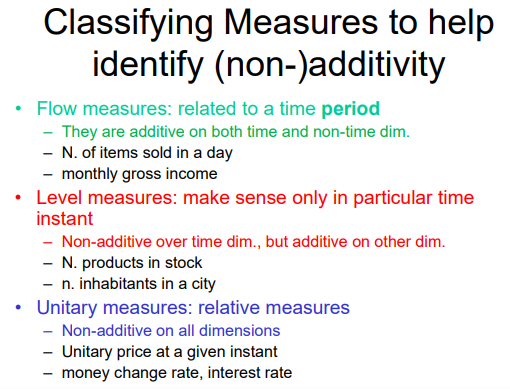 Classifying Measures to help
identify (non-)additivity
• Flow measures: related to a time period
– They are additive on both time and non-time dim.
– N. of items sold in a day
– monthly gross income
• Level measures: make sense only in particular time
instant
– Non-additive over time dim., but additive on other dim.
– N. products in stock
– n. inhabitants in a city
• Unitary measures: relative measures
– Non-additive on all dimensions
– Unitary price at a given instant
– money change rate, interest rate